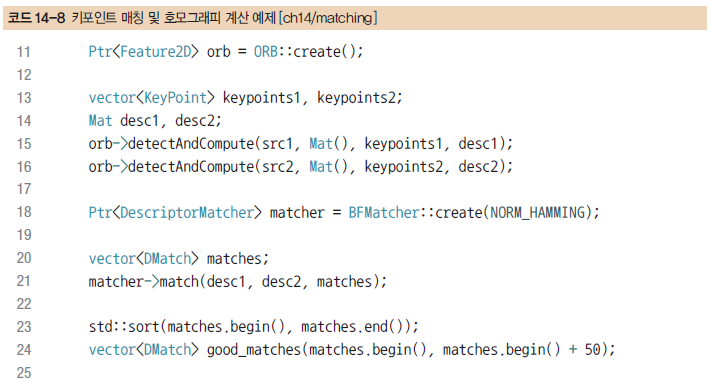 코드 14-8 키포인트 매칭 및 호모그래피 계산 예제 [ch14/matching]
11 Ptr<Feature2D> orb = ORB::create();
12
13 vector<KeyPoint> keypoints1, keypoints2;
14 Mat desc1, desc2;
15 orb->detectAndCompute(src1, Mat(), keypoints1, desc1);
16 orb->detectAndCompute(src2, Mat(), keypoints2, desc2);
17
18 Ptr<DescriptorMatcher> matcher = BFMatcher::create(NORM_HAMMING);
19
20 vector<DMatch> matches;
21 matcher->match(desc1, desc2, matches);
22
23 std::sort(matches.begin(), matches.end());
24 vector<DMatch> good_matches(matches.begin(), matches.begin() + 50);
25